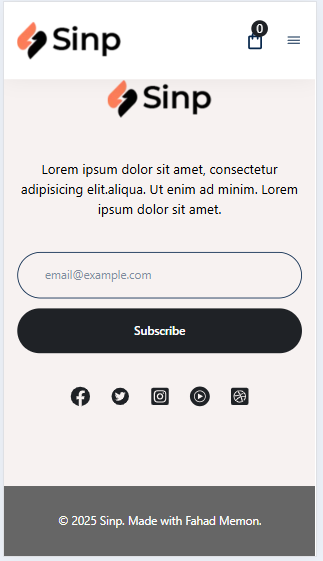 Sinp
0
Sinp
Lorem ipsum dolor sit amet, consectetur
adipisicing elit.aliqua. Ut enim ad minim. Lorem
ipsum dolor sit amet.
email@example.com
Subscribe
© 2025 Sinp. Made with Fahad Memon.